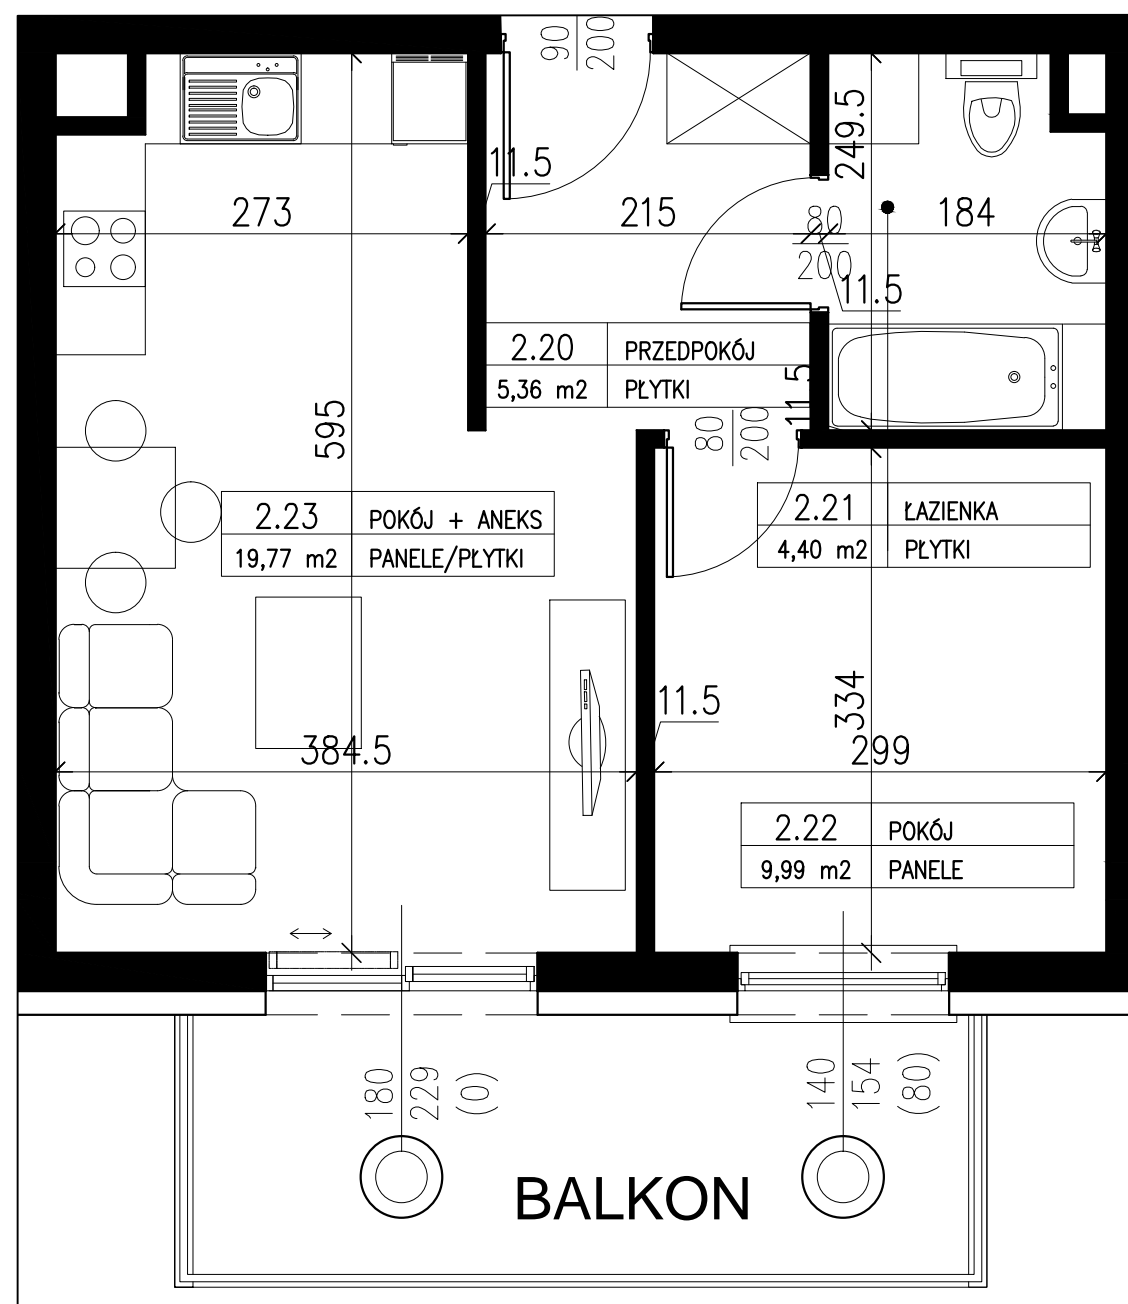 90
200
249.5
11.5
273
215
80
200
184
11.5
2.20 PRZEDPOKÓJ
5,36 m2 PŁYTKI
11.5
80
200
595
2.23 POKÓJ + ANEKS
19,77 m2 PANELE/PŁYTKI
2.21 ŁAZIENKA
4,40 m2 PŁYTKI
11.5
334
384.5
299
2.22 POKÓJ
9,99 m2 PANELE
180
229 (0)
140
154 (80)
BALKON